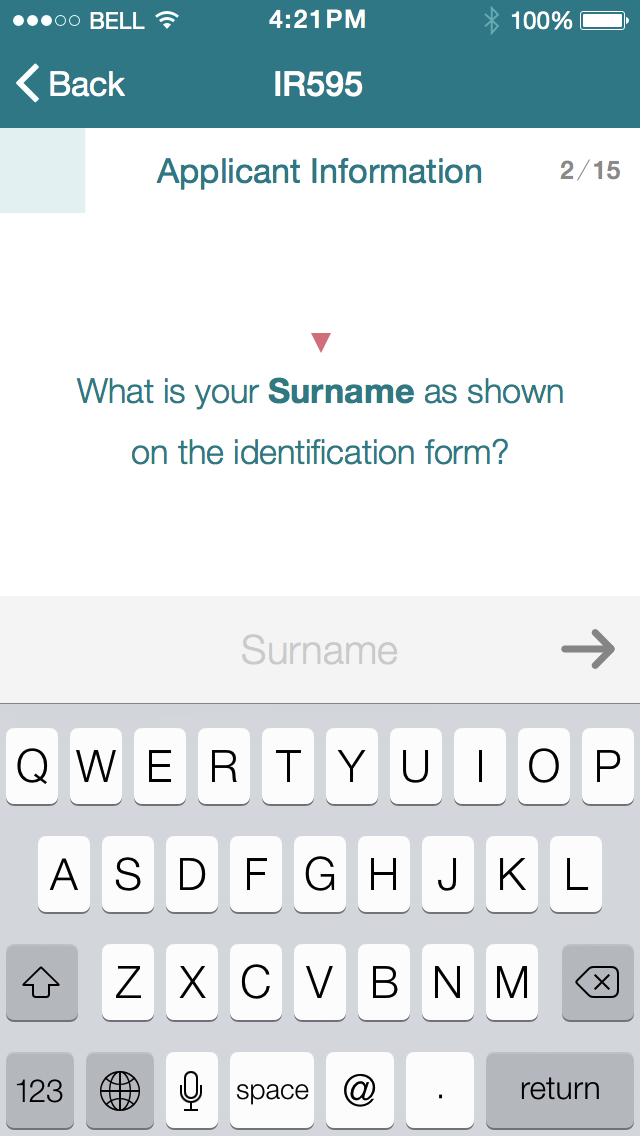 BELL 4:21PM 100%
Back IR595
Applicant Information 2/15
What is your Surname as shown
on the identification form?
Surname
Q W E R T Y U I O P
A S D F G H J K L
Z X C V B N M
123 space @ . return